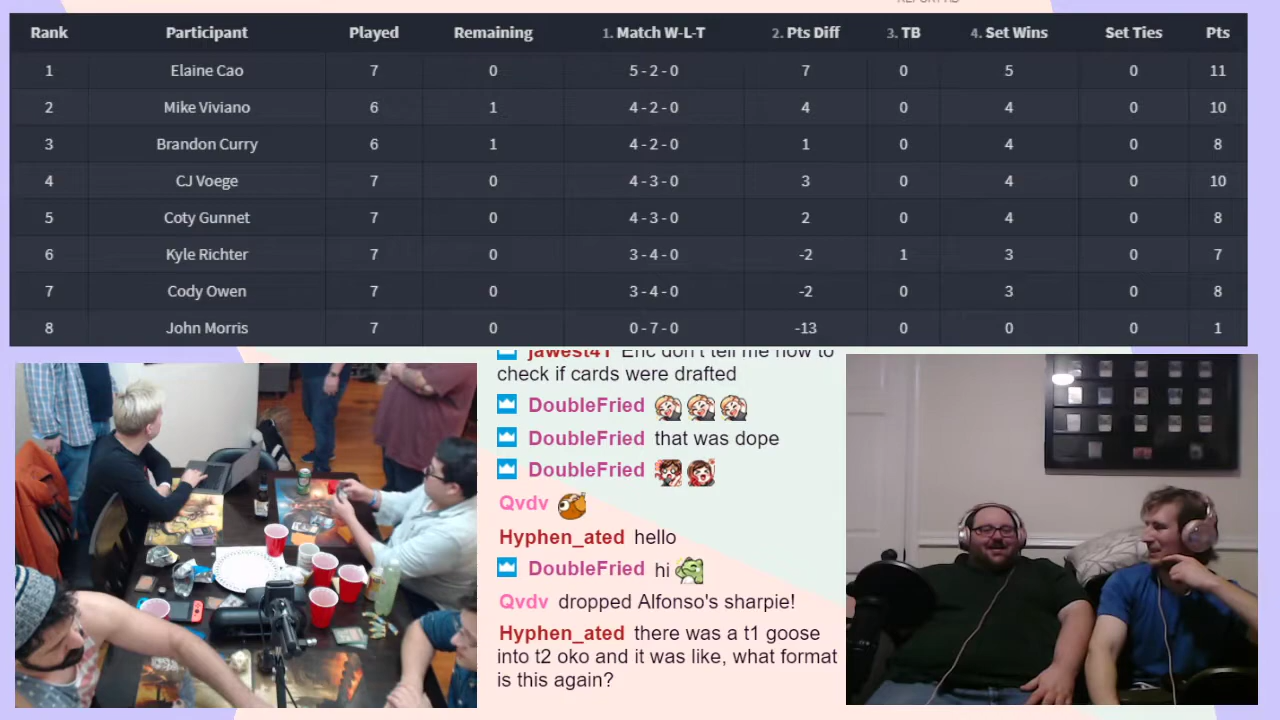 Rank Participant Played Remaining 1. Match W-L-T 2. Pts Diff 3. TB 4. Set Wins Set Ties Pts
1 Elaine Cao 7 0 5 - 2 - 0 7 0 5 0 11
2 Mike Viviano 6 1 4 - 2 - 0 4 0 4 0 10
3 Brandon Curry 6 1 4 - 2 - 0 1 0 4 0 8
4 CJ Voege 7 0 4 - 3 - 0 3 0 4 0 10
5 Coty Gunnet 7 0 4 - 3 - 0 2 0 4 0 8
6 Kyle Richter 7 0 3 - 4 - 0 -2 1 3 0 7
7 Cody Owen 7 0 3 - 4 - 0 -2 0 3 0 8
8 John Morris 7 0 0 - 7 - 0 -13 0 0 0 1
jawest41 Eric don't tell me how to
check if cards were drafted
DoubleFried
DoubleFried that was dope
DoubleFried
Qvdv
Hyphen_ated hello
DoubleFried hi
Qvdv dropped Alfonso's sharpie!
Hyphen_ated there was a t1 goose
into t2 oko and it was like, what format
is this again?